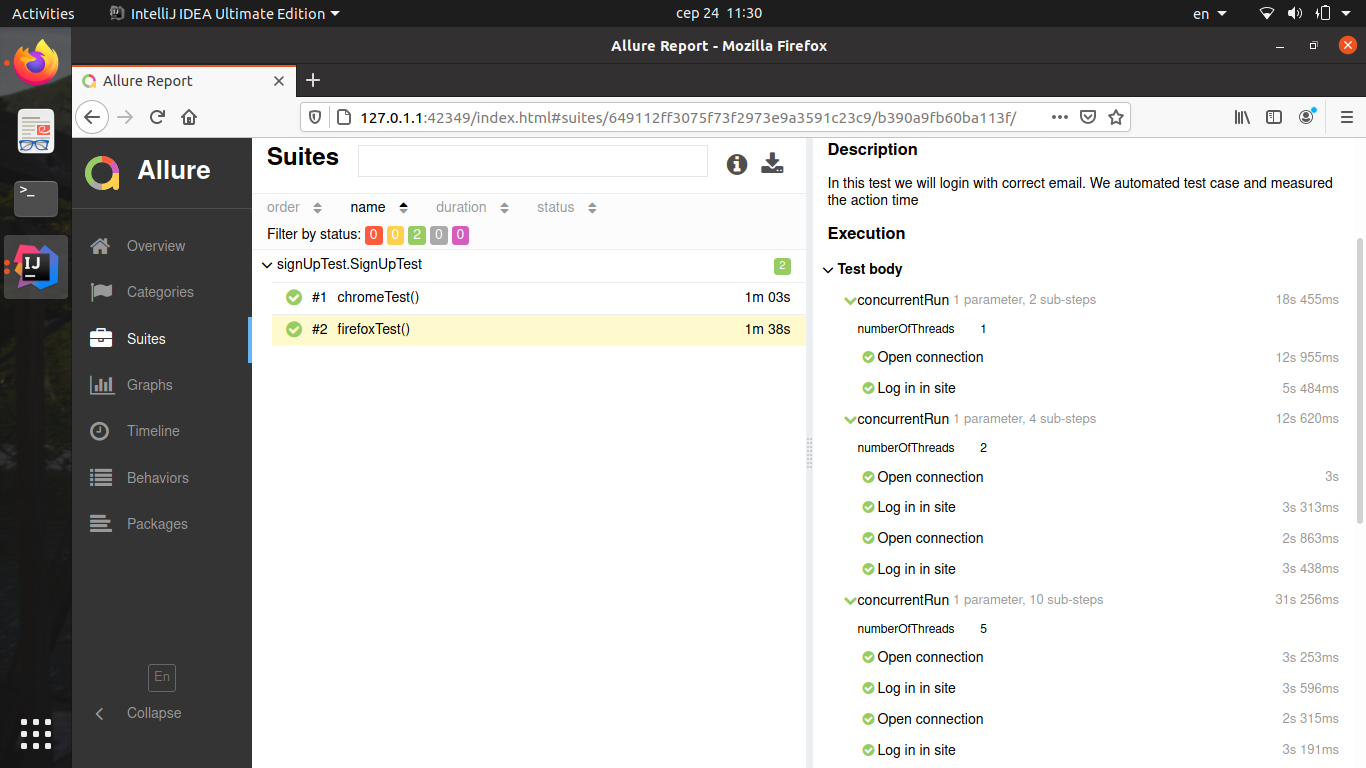 Activities IntelliJ IDEA Ultimate Edition сер 24 11:30 en
Allure Report - Mozilla Firefox
Allure Report
127.0.1.1:42349/index.html#suites/649112ff3075f73f2973e9a3591c23c9/b390a9fb60ba113f/
>_
IJ
Allure
Overview
Categories
Suites
Graphs
Timeline
Behaviors
Packages
En
Collapse
Suites
order name duration status
Filter by status: 0 0 2 0 0
signUpTest.SignUpTest 2
#1 chromeTest() 1m 03s
#2 firefoxTest() 1m 38s
Description
In this test we will login with correct email. We automated test case and measured
the action time
Execution
Test body
concurrentRun 1 parameter, 2 sub-steps 18s 455ms
numberOfThreads 1
Open connection 12s 955ms
Log in in site 5s 484ms
concurrentRun 1 parameter, 4 sub-steps 12s 620ms
numberOfThreads 2
Open connection 3s
Log in in site 3s 313ms
Open connection 2s 863ms
Log in in site 3s 438ms
concurrentRun 1 parameter, 10 sub-steps 31s 256ms
numberOfThreads 5
Open connection 3s 253ms
Log in in site 3s 596ms
Open connection 2s 315ms
Log in in site 3s 191ms